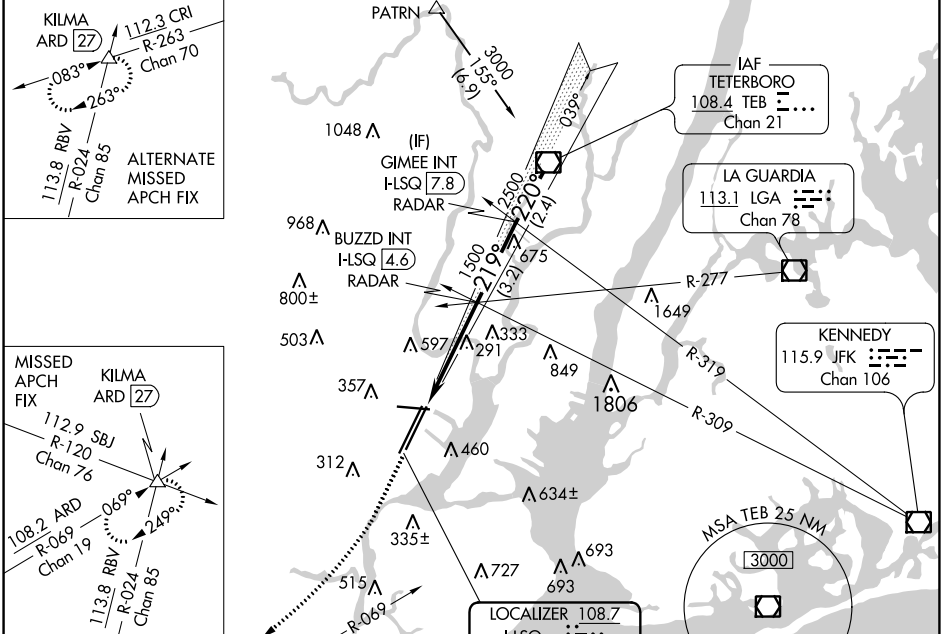 KILMA
ARD 27
112.3 CRI
R-263
Chan 70
083°
263°
113.8 RBV
R-024
Chan 85
ALTERNATE
MISSED
APCH FIX
PATRN
3000
155°
(6.9)
039°
IAF
TETERBORO
108.4 TEB
Chan 21
1048
(IF)
GIMEE INT
I-LSQ 7.8
RADAR
2500
220°
(2.4)
LA GUARDIA
113.1 LGA
Chan 78
968
BUZZD INT
I-LSQ 4.6
RADAR
1500
219°
(3.2)
675
R-277
800±
1649
503
597
291
333
849
R-319
KENNEDY
115.9 JFK
Chan 106
357
1806
R-309
MISSED
APCH
FIX
KILMA
ARD 27
112.9 SBJ
R-120
Chan 76
108.2 ARD
R-069
Chan 19
069°
249°
113.8 RBV
R-024
Chan 85
312
460
634±
335±
727
693
693
515
R-069
MSA TEB 25 NM
3000
LOCALIZER 108.7